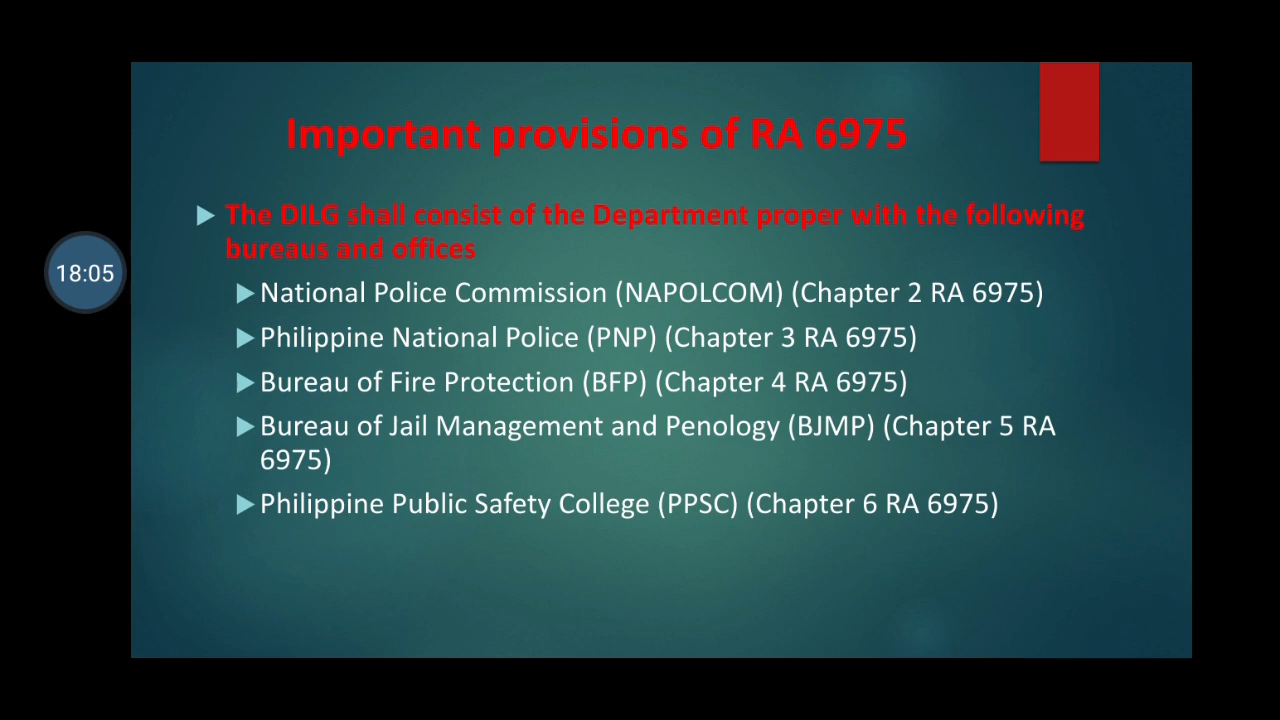 Important provisions of RA 6975
The DILG shall consist of the Department proper with the following
bureaus and offices
18:05
National Police Commission (NAPOLCOM) (Chapter 2 RA 6975)
Philippine National Police (PNP) (Chapter 3 RA 6975)
Bureau of Fire Protection (BFP) (Chapter 4 RA 6975)
Bureau of Jail Management and Penology (BJMP) (Chapter 5 RA
6975)
Philippine Public Safety College (PPSC) (Chapter 6 RA 6975)